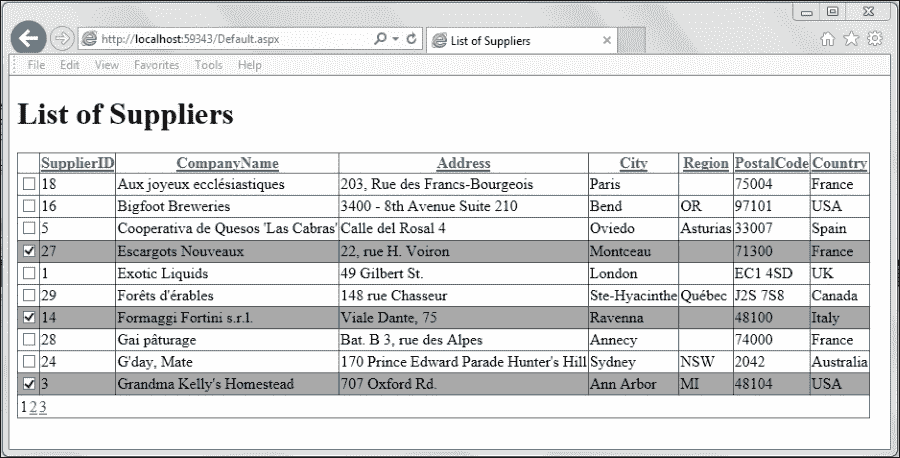 http://localhost:59343/Default.aspx
List of Suppliers
File Edit View Favorites Tools Help
List of Suppliers
SupplierID CompanyName Address City Region PostalCode Country
18 Aux joyeux ecclésiastiques 203, Rue des Francs-Bourgeois Paris 75004 France
16 Bigfoot Breweries 3400 - 8th Avenue Suite 210 Bend OR 97101 USA
5 Cooperativa de Quesos 'Las Cabras' Calle del Rosal 4 Oviedo Asturias 33007 Spain
27 Escargots Nouveaux 22, rue H. Voiron Montceau 71300 France
1 Exotic Liquids 49 Gilbert St. London EC1 4SD UK
29 Forêts d'érables 148 rue Chasseur Ste-Hyacinthe Québec J2S 7S8 Canada
14 Formaggi Fortini s.r.l. Viale Dante, 75 Ravenna 48100 Italy
28 Gai pâturage Bat. B 3, rue des Alpes Annecy 74000 France
24 G'day, Mate 170 Prince Edward Parade Hunter's Hill Sydney NSW 2042 Australia
3 Grandma Kelly's Homestead 707 Oxford Rd. Ann Arbor MI 48104 USA
1 2 3